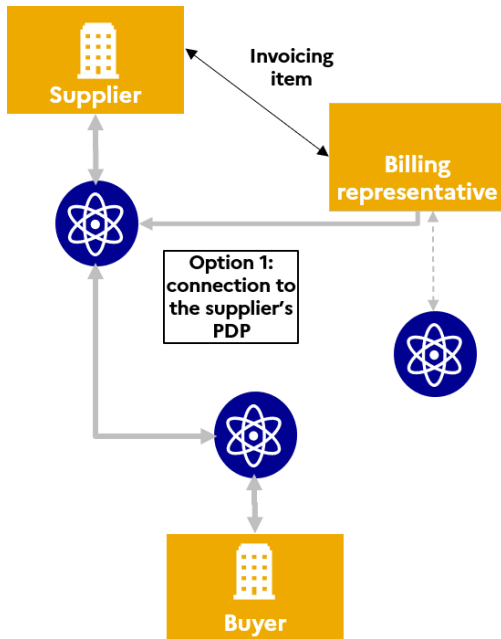 Invoicing
item
Supplier
Billing
representative
Option 1:
connection to
the supplier's
PDP
Buyer